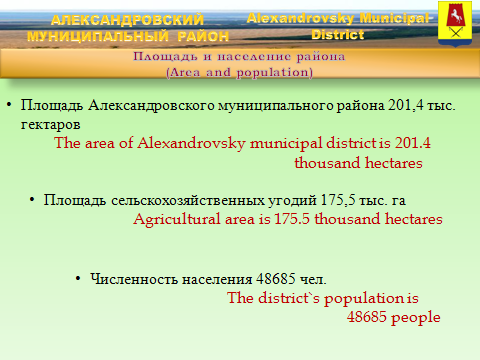 АЛЕКСАНДРОВСКИЙ
МУНИЦИПАЛЬНЫЙ РАЙОН
Alexandrovsky Municipal
District
Площадь и население района
(Area and population)
• Площадь Александровского муниципального района 201,4 тыс.
гектаров
The area of Alexandrovsky municipal district is 201.4
thousand hectares
• Площадь сельскохозяйственных угодий 175,5 тыс. га
Agricultural area is 175.5 thousand hectares
• Численность населения 48685 чел.
The district`s population is
48685 people